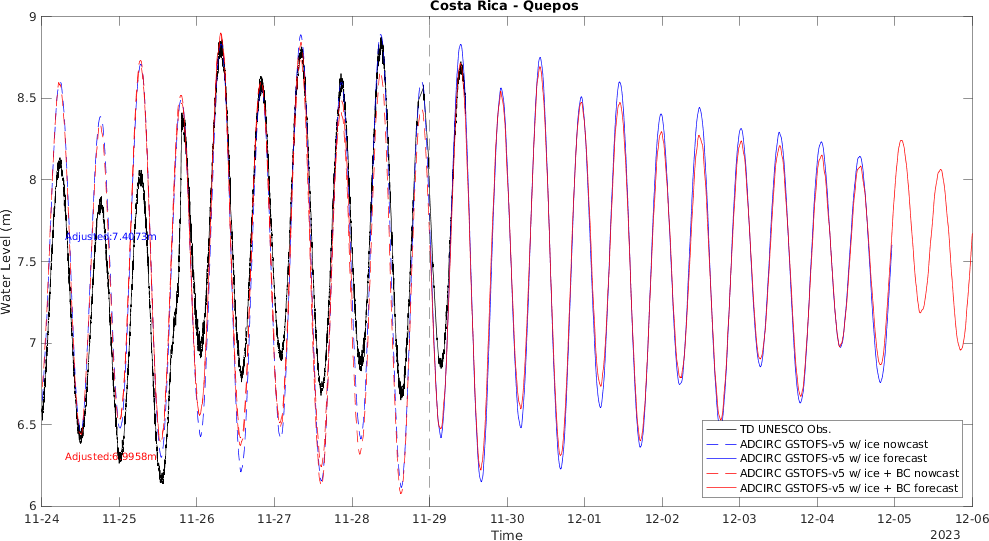 Costa Rica - Quepos
9
8.5
8
7.5
7
6.5
6
Water Level (m)
Adjusted:7.4073m
Adjusted:6.9958m
TD UNESCO Obs.
ADCIRC GSTOFS-v5 w/ ice nowcast
ADCIRC GSTOFS-v5 w/ ice forecast
ADCIRC GSTOFS-v5 w/ ice + BC nowcast
ADCIRC GSTOFS-v5 w/ ice + BC forecast
11-24 11-25 11-26 11-27 11-28 11-29 11-30 12-01 12-02 12-03 12-04 12-05 12-06
Time
2023